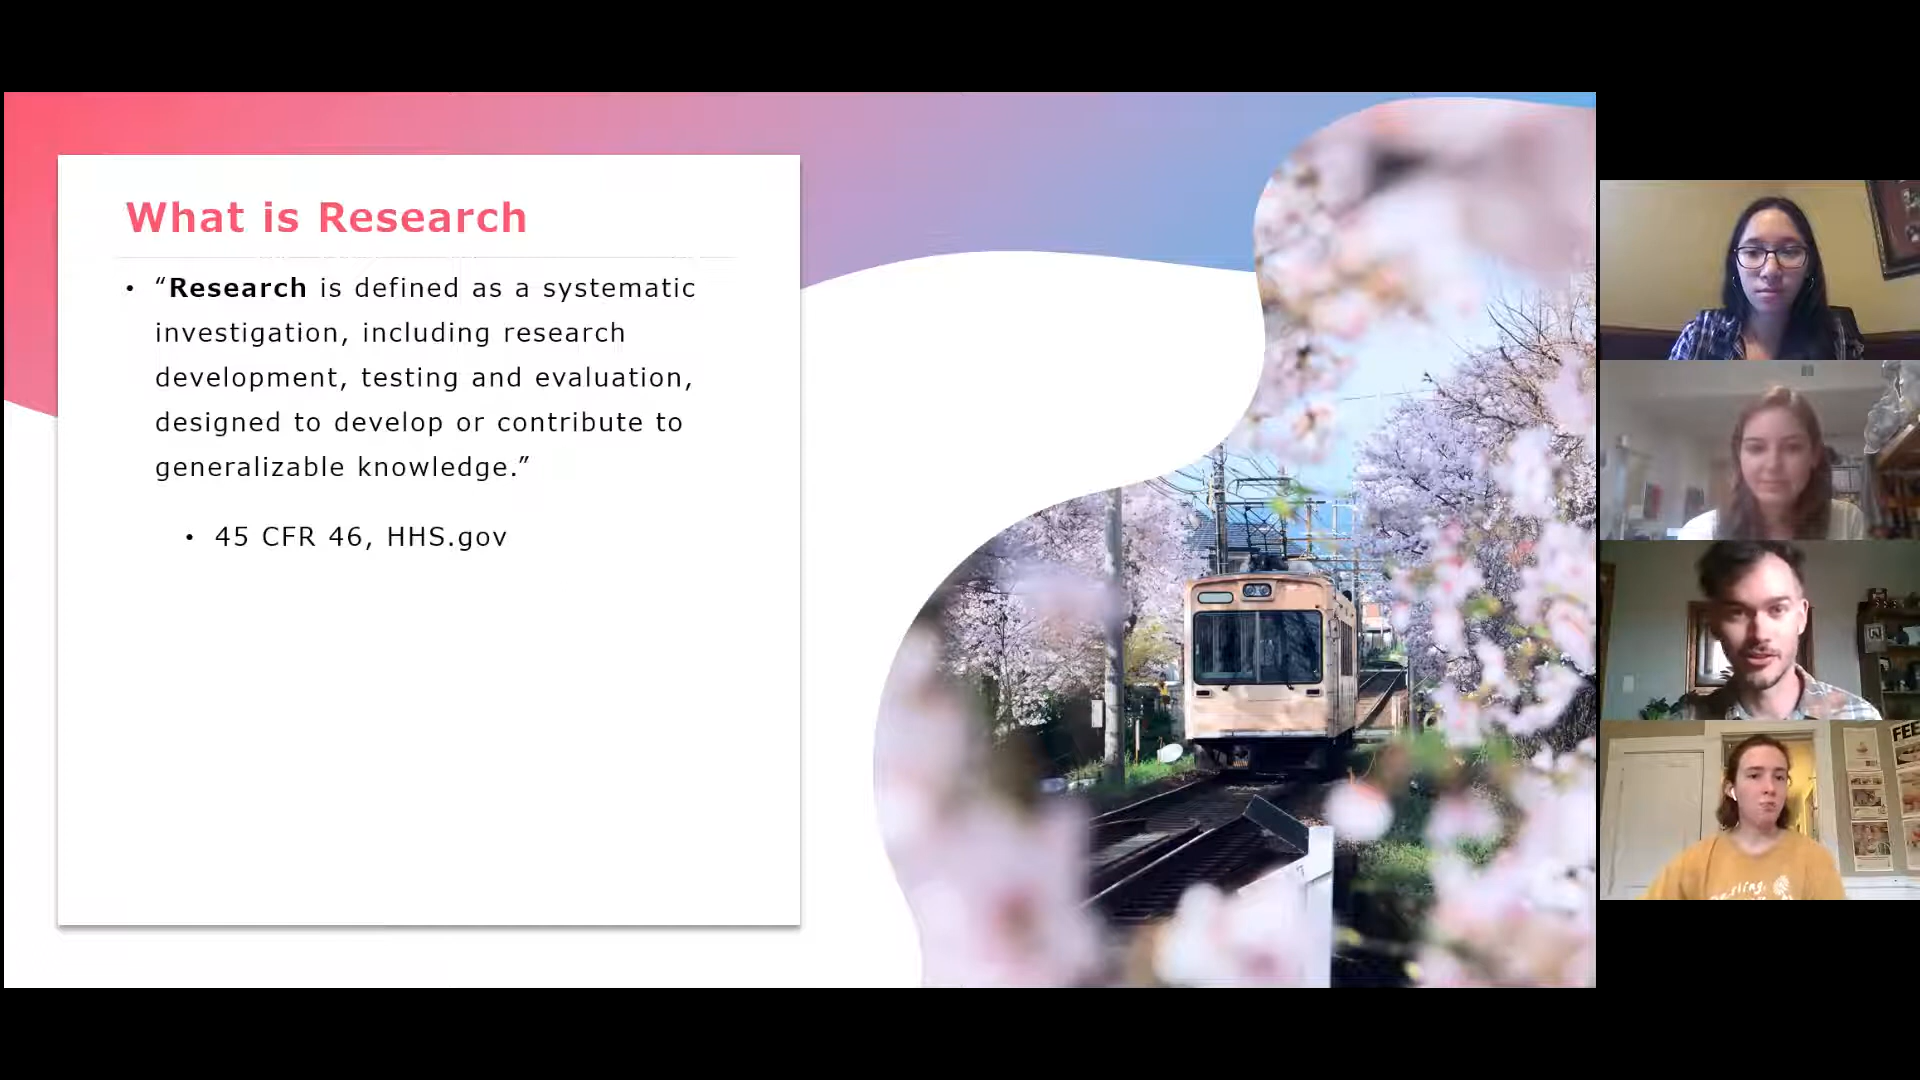 What is Research
• “Research is defined as a systematic
investigation, including research
development, testing and evaluation,
designed to develop or contribute to
generalizable knowledge.”
• 45 CFR 46, HHS.gov
FEE